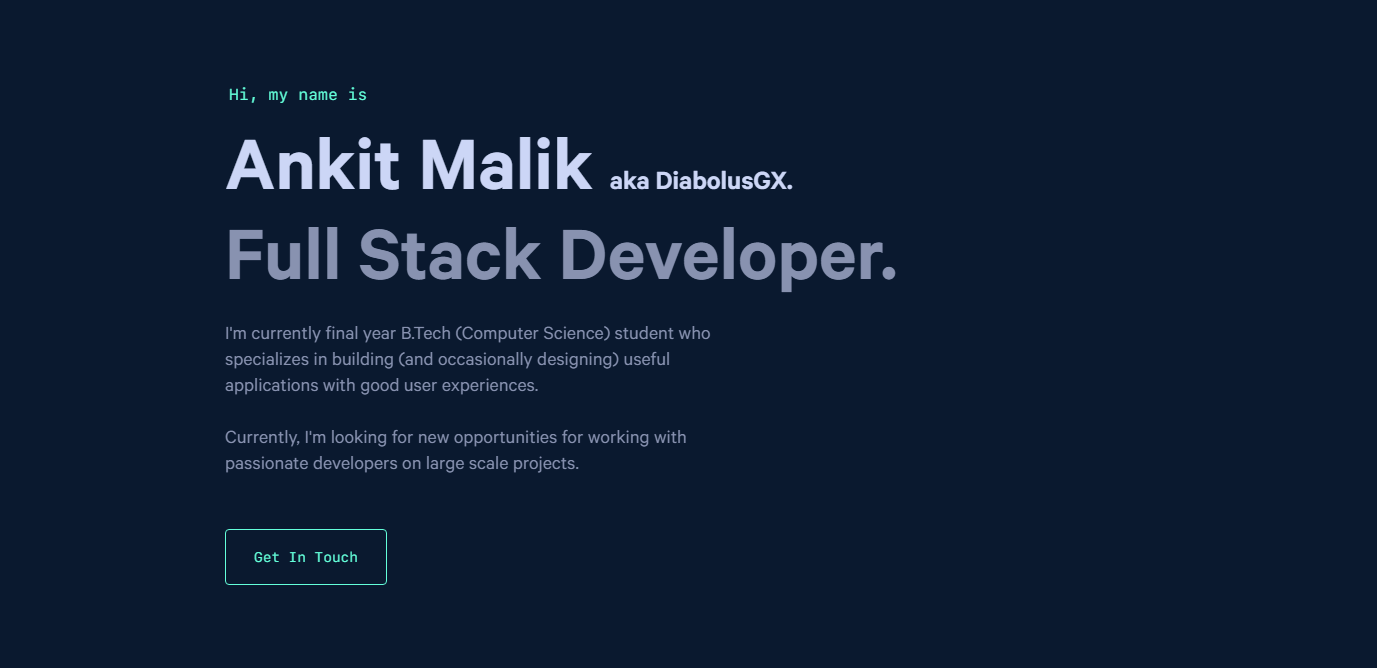 Hi, my name is
Ankit Malik aka DiabolusGX.
Full Stack Developer.
I'm currently final year B.Tech (Computer Science) student who
specializes in building (and occasionally designing) useful
applications with good user experiences.
Currently, I'm looking for new opportunities for working with
passionate developers on large scale projects.
Get In Touch